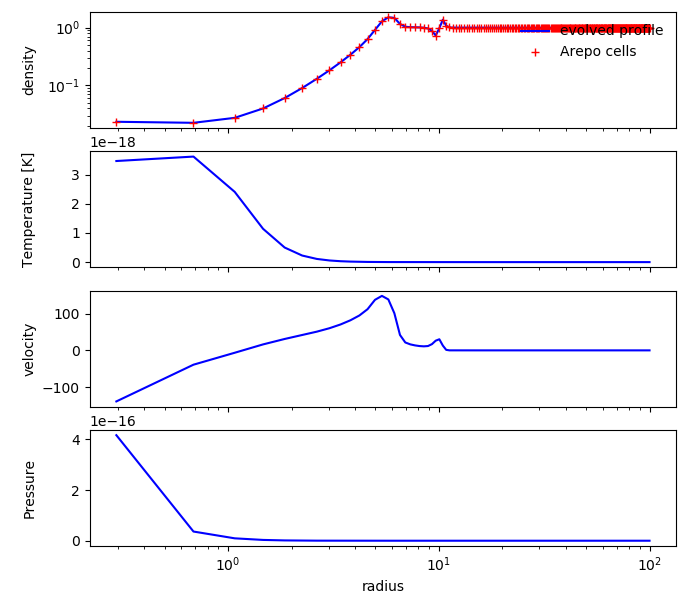 10⁰
10⁻¹
density
evolved profile
Arepo cells
1e−18
3
2
1
0
Temperature [K]
100
0
−100
velocity
1e−16
4
2
0
Pressure
10⁰ 10¹ 10²
radius